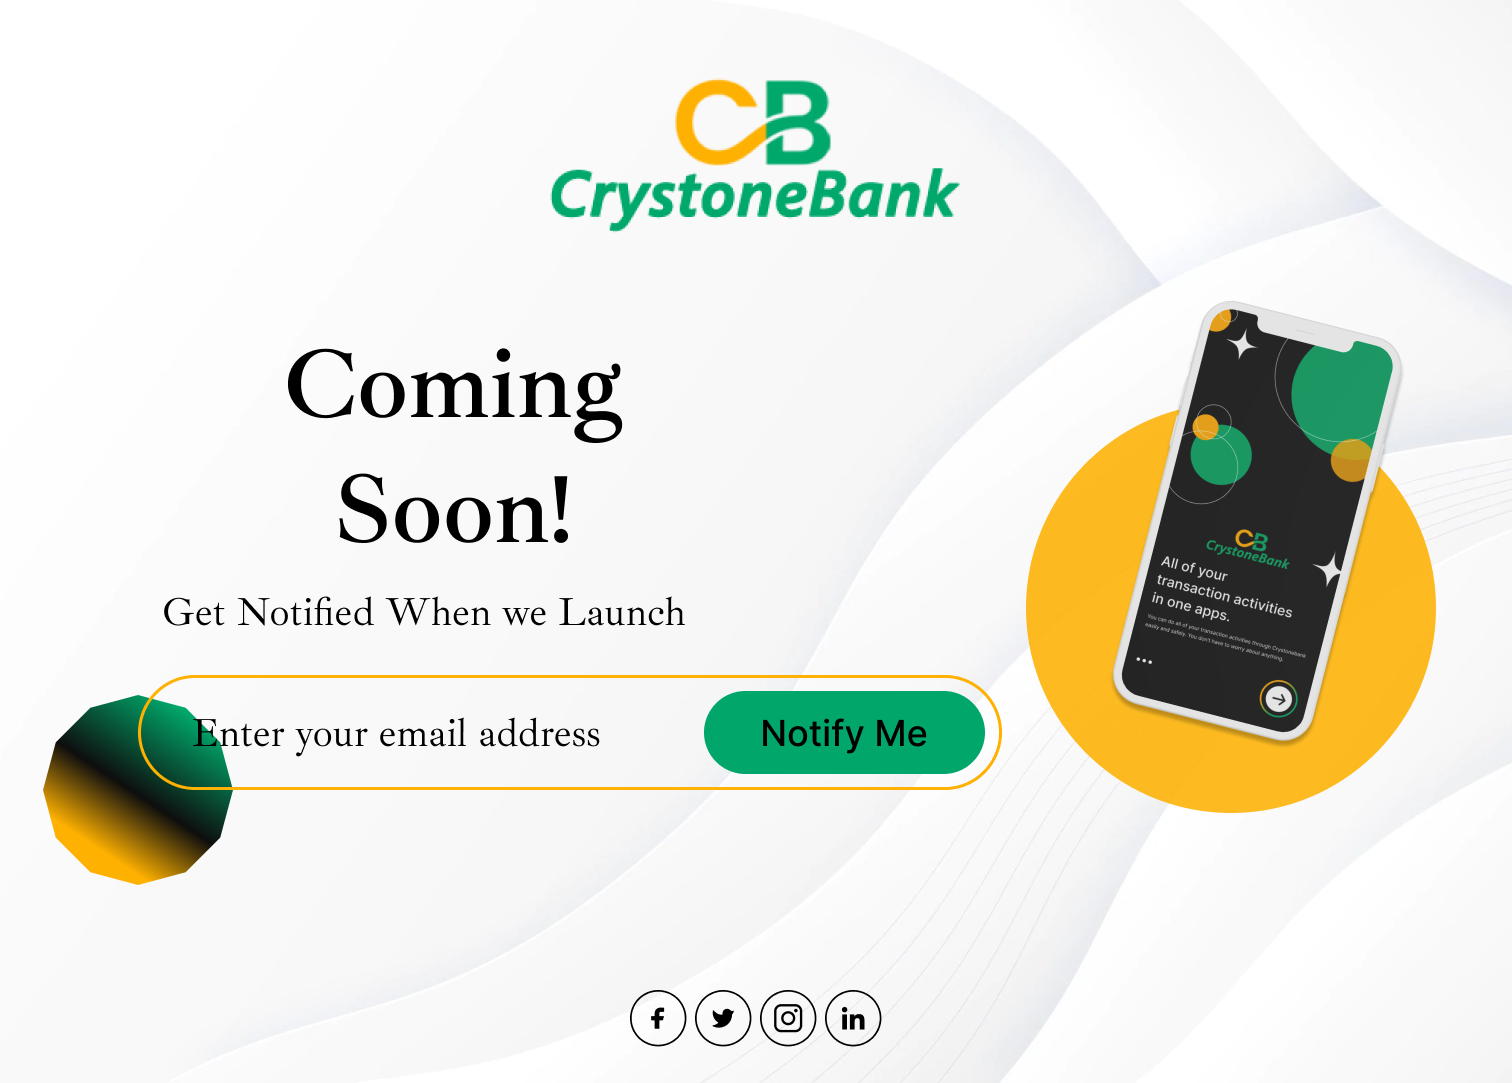 CB
CrystoneBank
Coming
Soon!
Get Notified When we Launch
Enter your email address
Notify Me
CB
CrystoneBank
All of your
transaction activities
in one apps.
You can do all of your transaction activities through Crystonebank
easily and safely. You don't have to worry about anything.
f
in